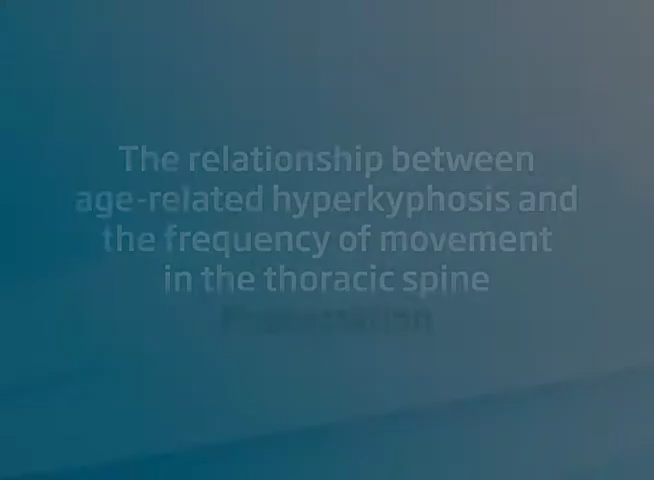 The relationship between
age-related hyperkyphosis and
the frequency of movement
in the thoracic spine